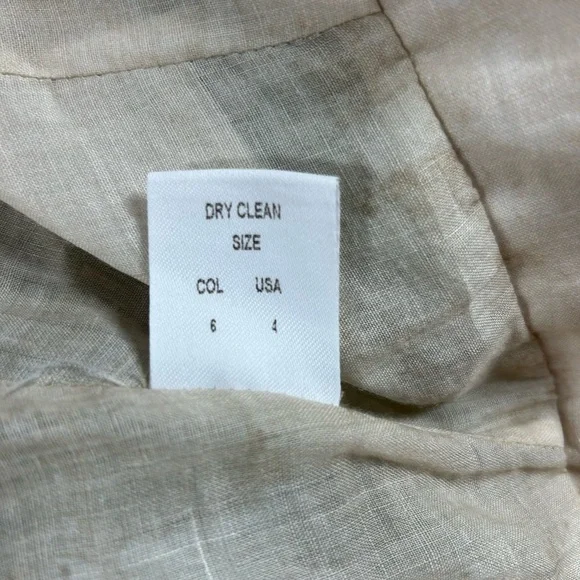 DRY CLEAN
SIZE
COL USA
6 4